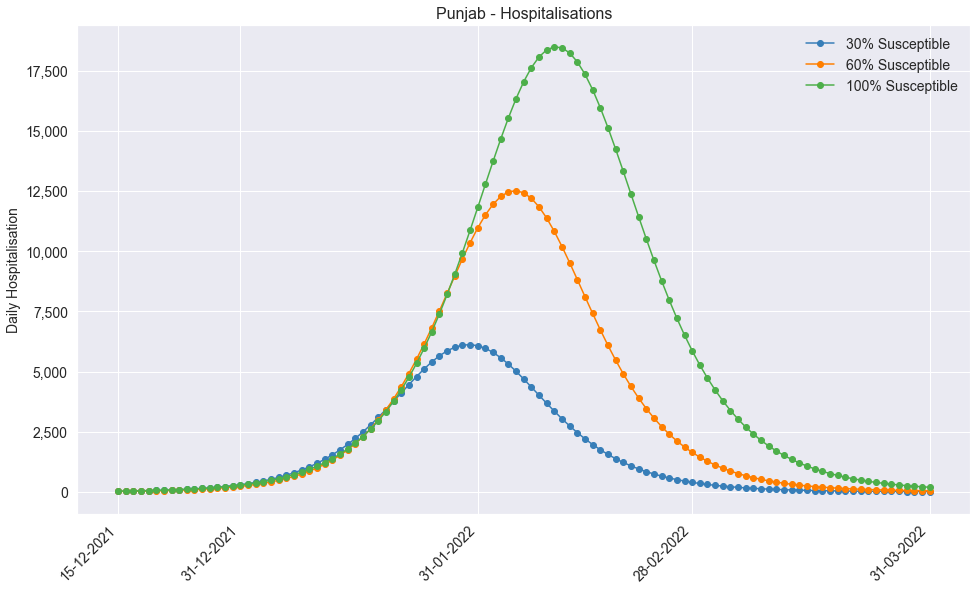 Punjab - Hospitalisations
30% Susceptible
60% Susceptible
100% Susceptible
Daily Hospitalisation
17,500
15,000
12,500
10,000
7,500
5,000
2,500
0
15-12-2021
31-12-2021
31-01-2022
28-02-2022
31-03-2022